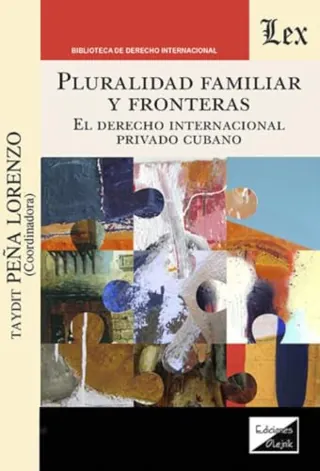 Lex
BIBLIOTECA DE DERECHO INTERNACIONAL
PLURALIDAD FAMILIAR
Y FRONTERAS
EL DERECHO INTERNACIONAL
PRIVADO CUBANO
TAYDIT PEÑA LORENZO
(Coordinadora)
Ediciones
Olejnik